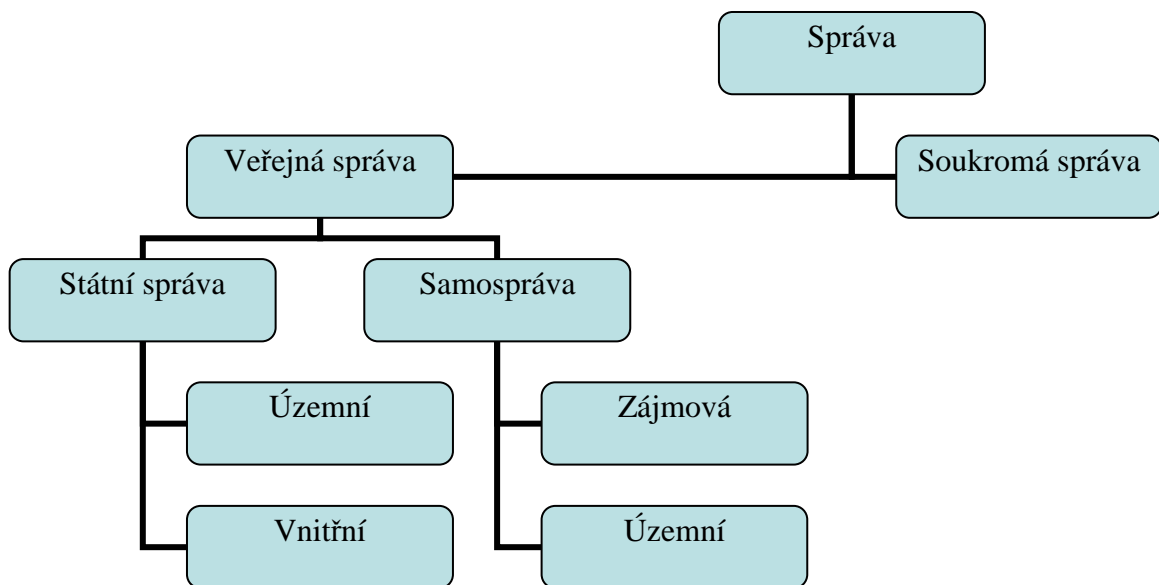 Správa
Veřejná správa
Soukromá správa
Státní správa
Samospráva
Územní
Zájmová
Vnitřní
Územní